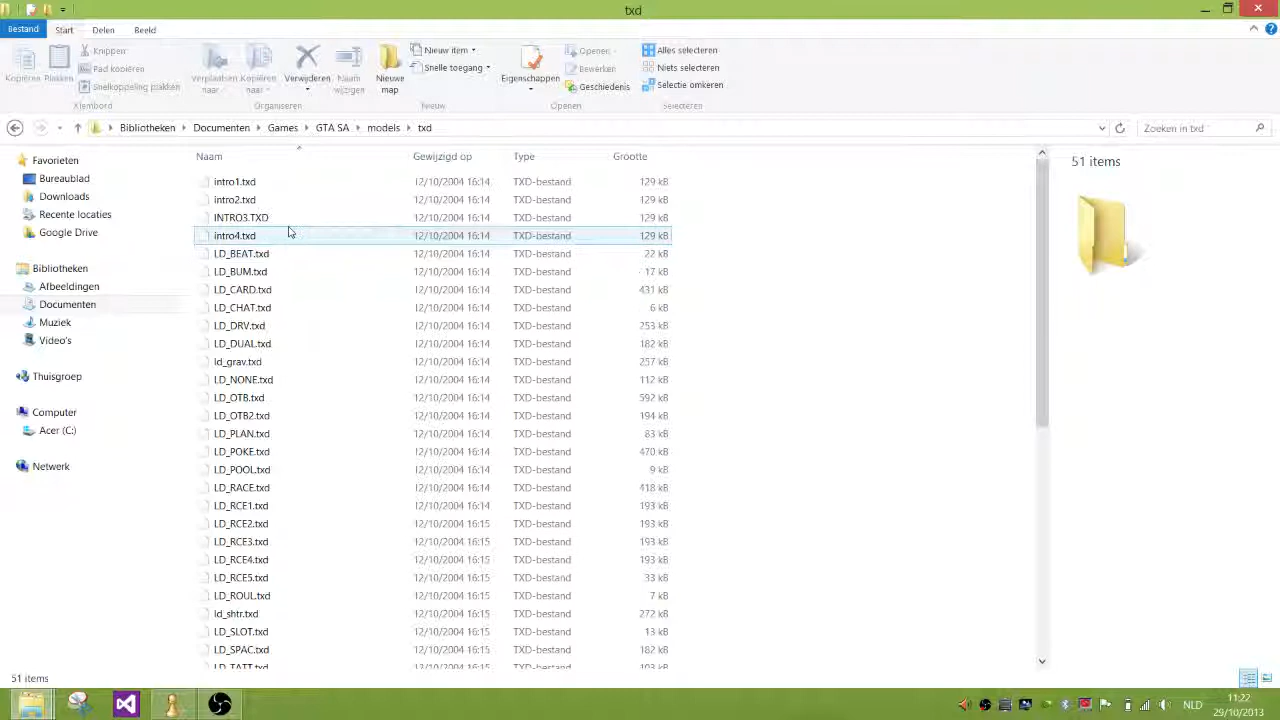 txd
Bestand Start Delen Beeld
Kopiëren Plakken
Knippen
Pad kopiëren
Snelkoppeling plakken
Klembord
Verplaatsen naar
Kopiëren naar
Verwijderen
Naam wijzigen
Organiseren
Nieuwe map
Nieuw item
Snelle toegang
Nieuw
Eigenschappen
Openen
Bewerken
Geschiedenis
Openen
Alles selecteren
Niets selecteren
Selectie omkeren
Selecteren
Bibliotheken Documenten Games GTA SA models txd
Zoeken in txd
Favorieten
Bureaublad
Downloads
Recente locaties
Google Drive
Bibliotheken
Afbeeldingen
Documenten
Muziek
Video's
Thuisgroep
Computer
Acer (C:)
Netwerk
Naam Gewijzigd op Type Grootte
intro1.txd 12/10/2004 16:14 TXD-bestand 129 kB
intro2.txd 12/10/2004 16:14 TXD-bestand 129 kB
INTRO3.TXD 12/10/2004 16:14 TXD-bestand 129 kB
intro4.txd 12/10/2004 16:14 TXD-bestand 129 kB
LD_BEAT.txd 12/10/2004 16:14 TXD-bestand 22 kB
LD_BUM.txd 12/10/2004 16:14 TXD-bestand 17 kB
LD_CARD.txd 12/10/2004 16:14 TXD-bestand 431 kB
LD_CHAT.txd 12/10/2004 16:14 TXD-bestand 6 kB
LD_DRV.txd 12/10/2004 16:14 TXD-bestand 253 kB
LD_DUAL.txd 12/10/2004 16:14 TXD-bestand 182 kB
ld_grav.txd 12/10/2004 16:14 TXD-bestand 257 kB
LD_NONE.txd 12/10/2004 16:14 TXD-bestand 112 kB
LD_OTB.txd 12/10/2004 16:14 TXD-bestand 592 kB
LD_OTB2.txd 12/10/2004 16:14 TXD-bestand 194 kB
LD_PLAN.txd 12/10/2004 16:14 TXD-bestand 83 kB
LD_POKE.txd 12/10/2004 16:14 TXD-bestand 470 kB
LD_POOL.txd 12/10/2004 16:14 TXD-bestand 9 kB
LD_RACE.txd 12/10/2004 16:14 TXD-bestand 418 kB
LD_RCE1.txd 12/10/2004 16:14 TXD-bestand 193 kB
LD_RCE2.txd 12/10/2004 16:15 TXD-bestand 193 kB
LD_RCE3.txd 12/10/2004 16:15 TXD-bestand 193 kB
LD_RCE4.txd 12/10/2004 16:15 TXD-bestand 193 kB
LD_RCE5.txd 12/10/2004 16:15 TXD-bestand 33 kB
LD_ROUL.txd 12/10/2004 16:15 TXD-bestand 7 kB
ld_shtr.txd 12/10/2004 16:15 TXD-bestand 272 kB
LD_SLOT.txd 12/10/2004 16:15 TXD-bestand 13 kB
LD_SPAC.txd 12/10/2004 16:15 TXD-bestand 182 kB
LD_TATT.txd 12/10/2004 16:15 TXD-bestand 103 kB
51 items
51 items
NLD
11:22
29/10/2013